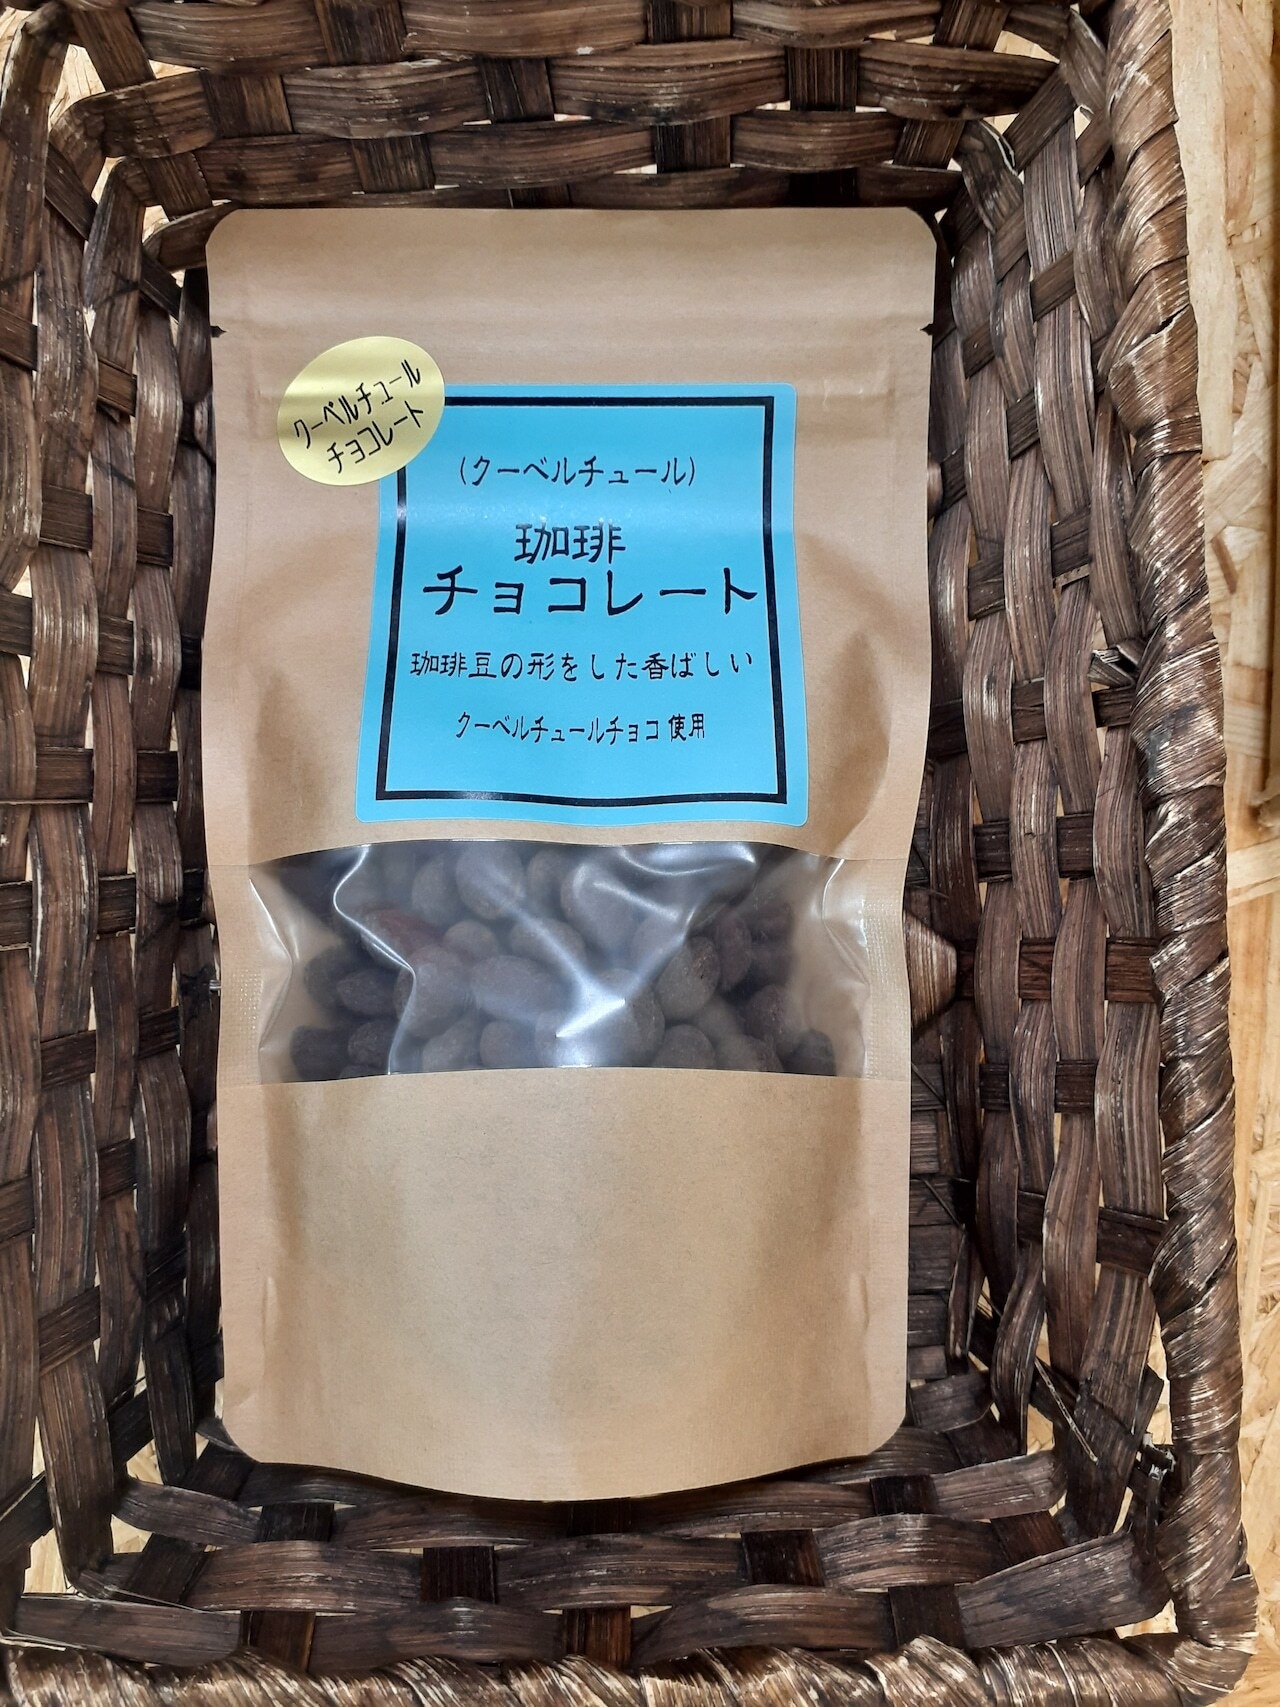 クーベルチュール
チョコレート
(クーベルチュール)
珈琲
チョコレート
珈琲豆の形をした香ばしい
クーベルチュールチョコ使用